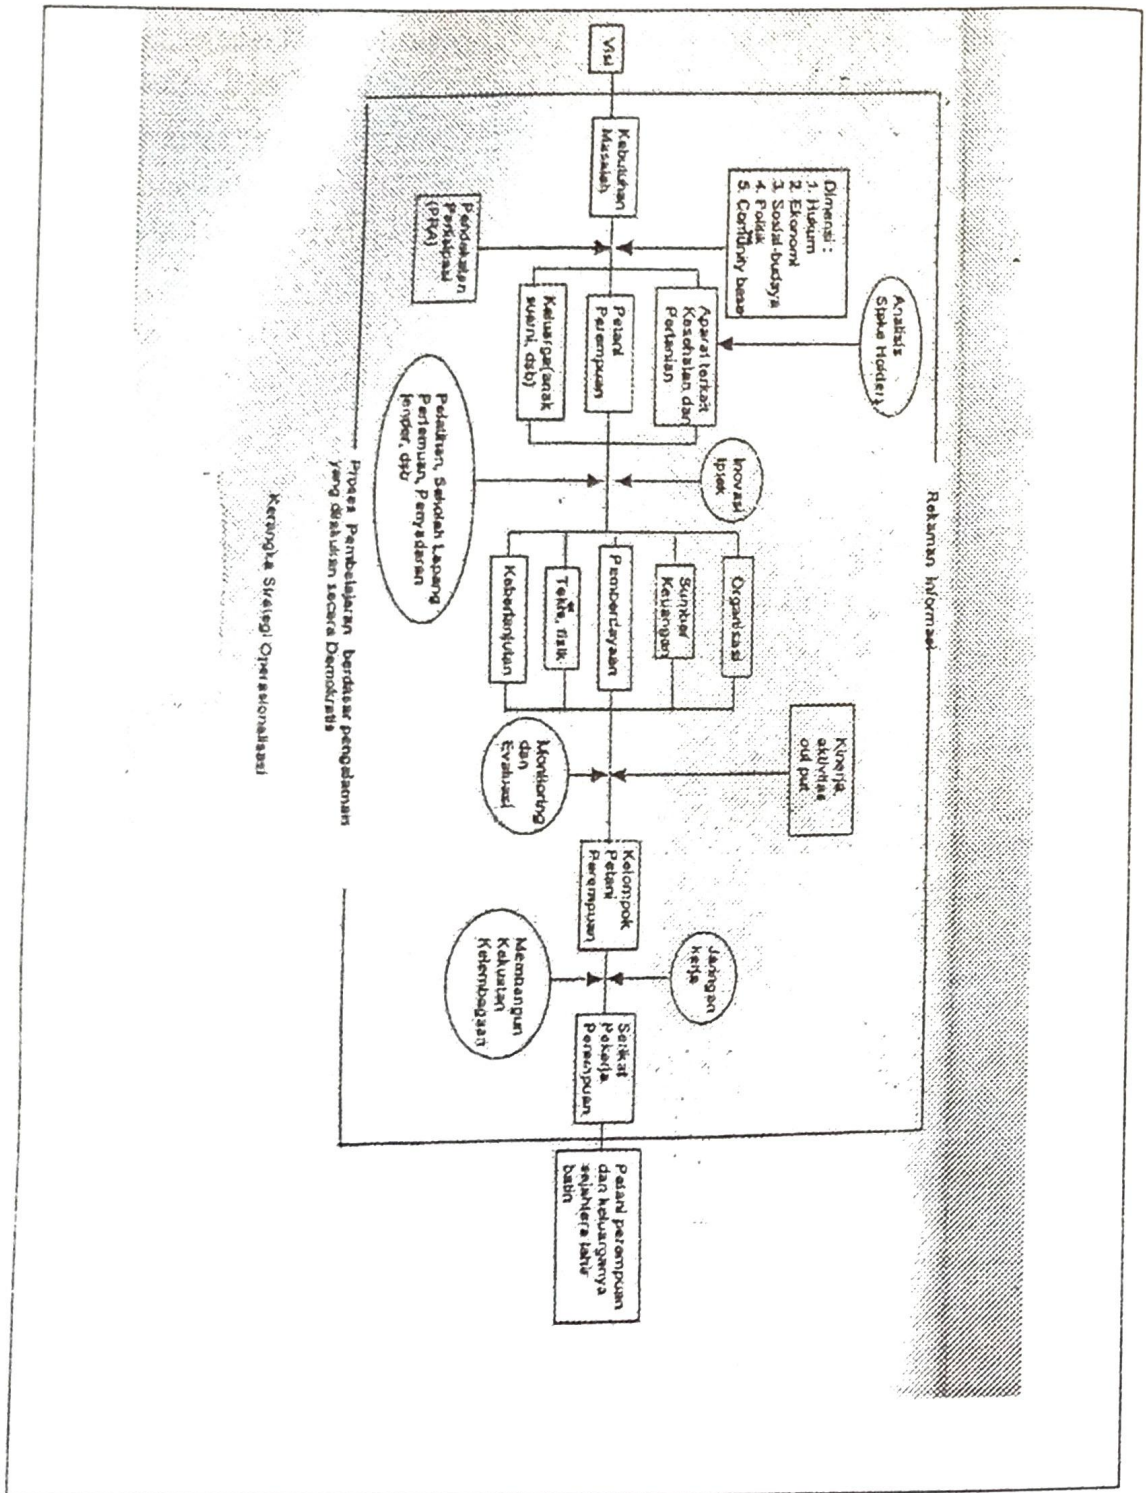 Rekaman Informasi
Visi
Kebutuhan
Masalah
Dimensi :
1. Hukum
2. Ekonomi
3. Sosial-budaya
4. Politik
5. Comunity base
Pendekatan
Partisipasi
(PRA)
Analisis
Stake Holders
Aparat terkait
Kesehatan dan
Pertanian
Petani
Perempuan
Keluarga(anak
suami, dsb)
Inovasi
Iptek
Pelatihan, Sekolah Lapang
Pertemuan, Penyadaran
jender, dsb
Organisasi
Sumber
Keuangan
Pemberdayaan
Tekis, fisik
Keberlanjutan
Kinerja,
aktivitas
out put
Monitoring
dan
Evaluasi
Kelompok
Petani
Perempuan
Jaringan
kerja
Membangun
Kekuatan
Kelembagaan
Serikat
Pekerja
Perempuan
Petani perempuan
dan keluarganya
sejahtera lahir
batin
Proses Pembelajaran berdasar pengalaman
yang dilakukan secara Demokratis
Kerangka Strategi Operasionalisasi